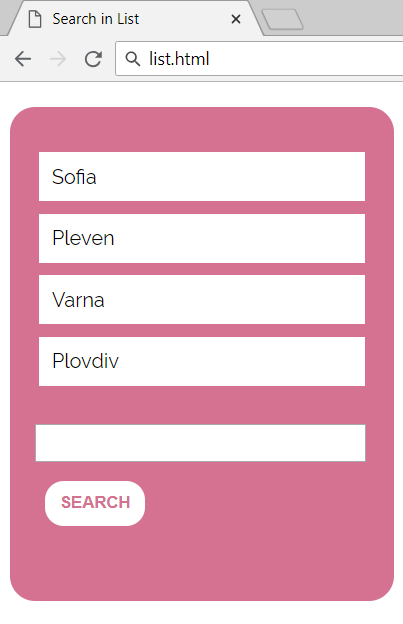 Search in List
list.html
Sofia
Pleven
Varna
Plovdiv
SEARCH